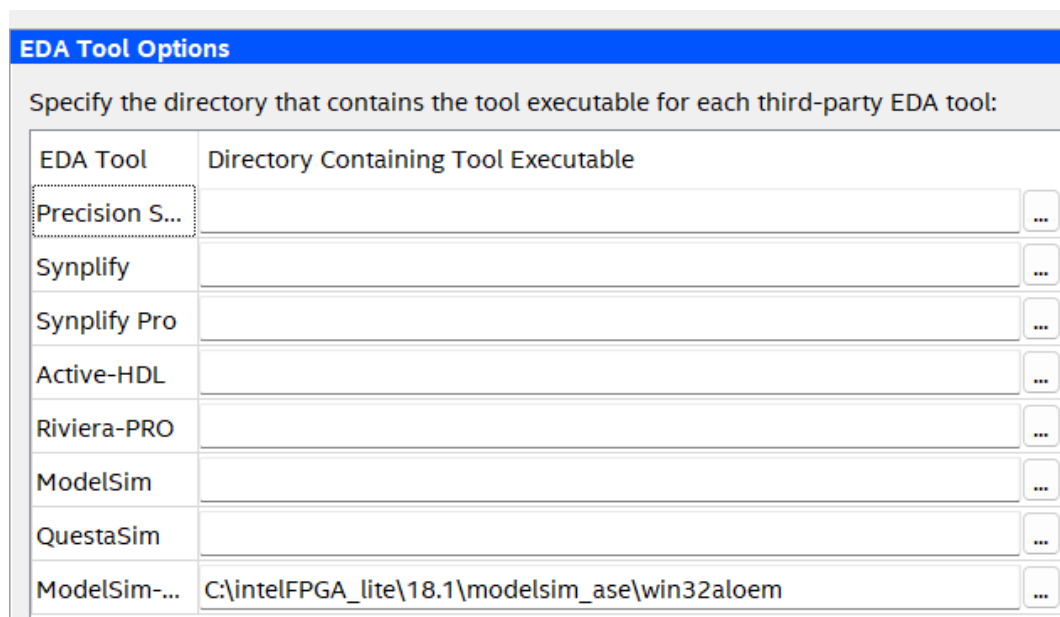 EDA Tool Options
Specify the directory that contains the tool executable for each third-party EDA tool:
EDA Tool Directory Containing Tool Executable
Precision S... ...
Synplify ...
Synplify Pro ...
Active-HDL ...
Riviera-PRO ...
ModelSim ...
QuestaSim ...
ModelSim-... C:\intelFPGA_lite\18.1\modelsim_ase\win32aloem ...